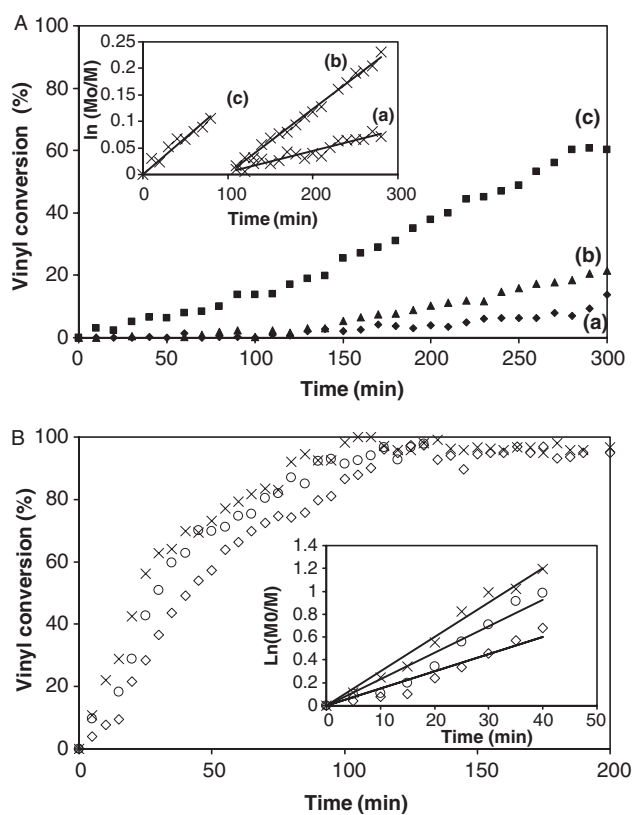 A
Vinyl conversion (%)
100
80
60
40
20
0
0 50 100 150 200 250 300
Time (min)
(c)
(b)
(a)
ln (Mo/M)
0.25
0.2
0.15
0.1
0.05
0
0 100 200 300
Time (min)
(c)
(b)
(a)
B
Vinyl conversion (%)
100
80
60
40
20
0
0 50 100 150 200
Time (min)
Ln(M0/M)
1.4
1.2
1
0.8
0.6
0.4
0.2
0
0 10 20 30 40 50
Time (min)